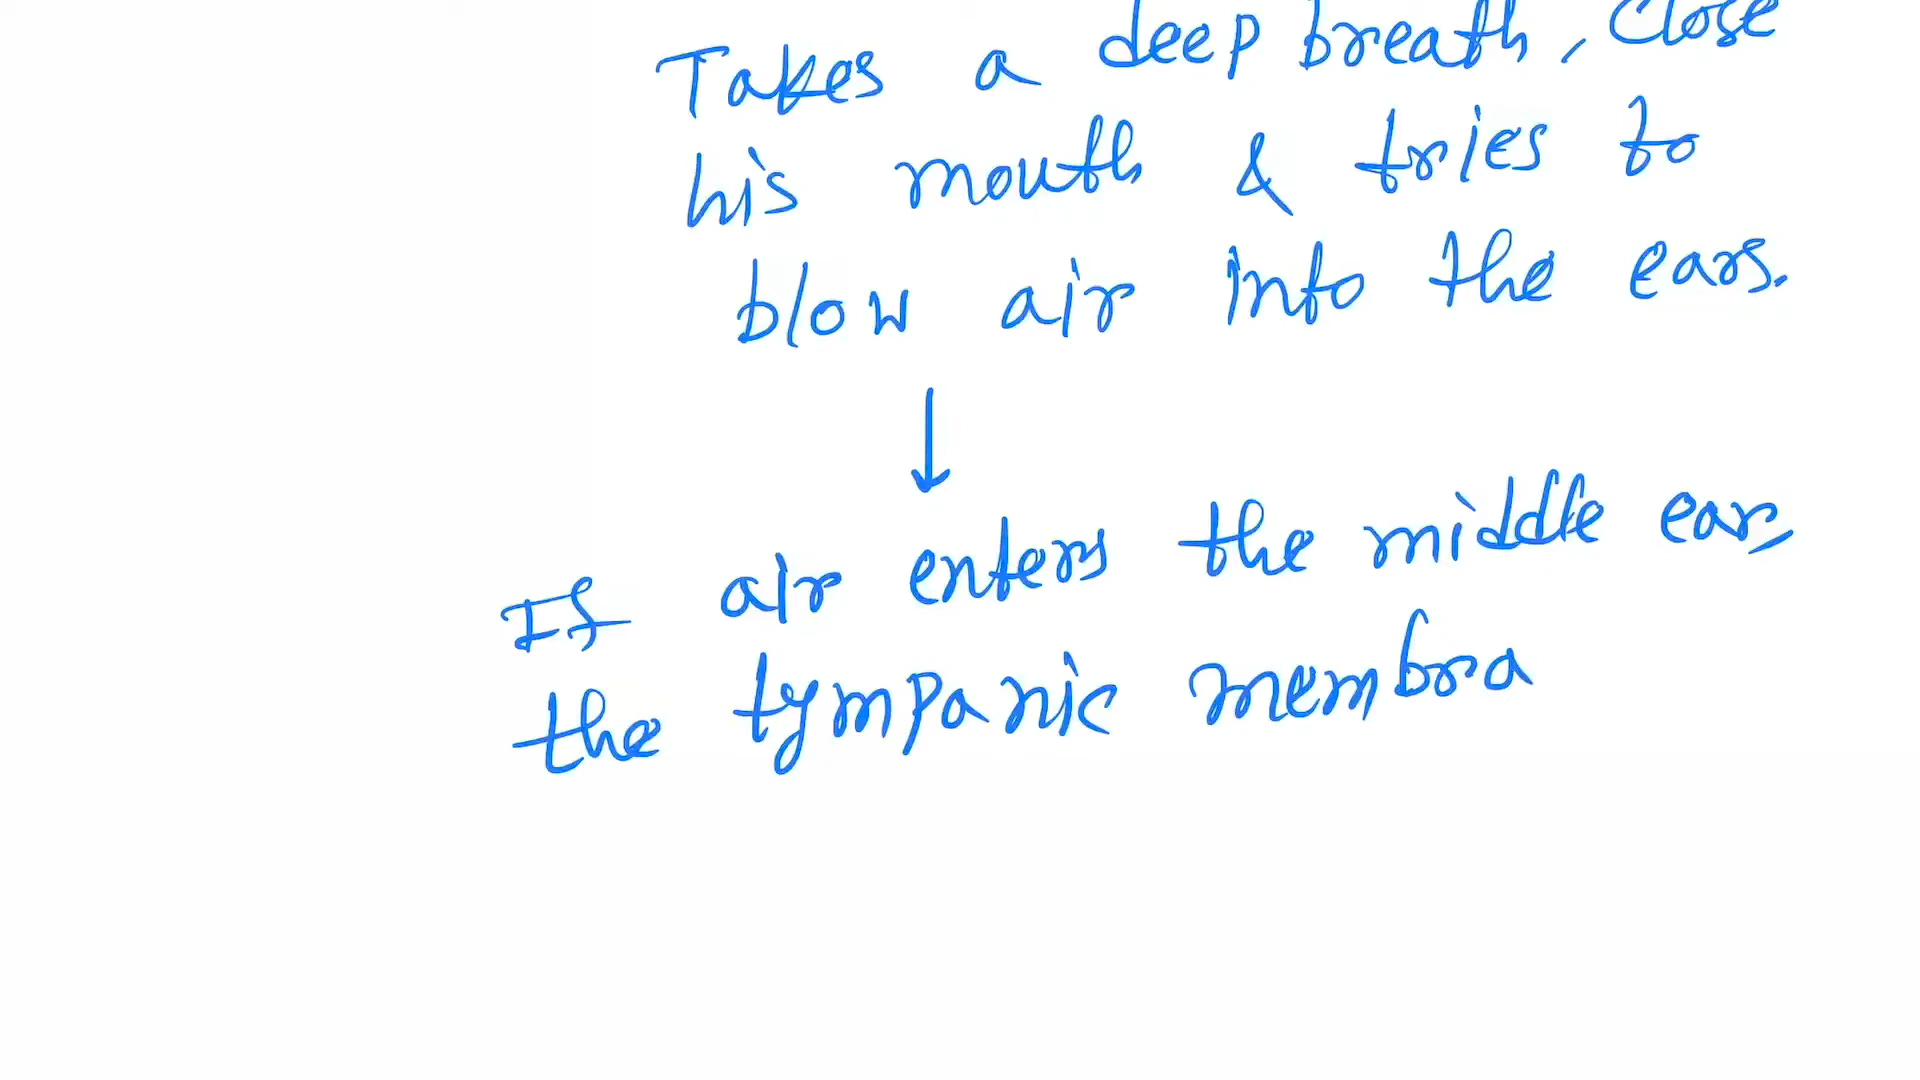 Takes a deep breath, close
his mouth & tries to
blow air into the ears.
If air enters the middle ear,
the tympanic membra